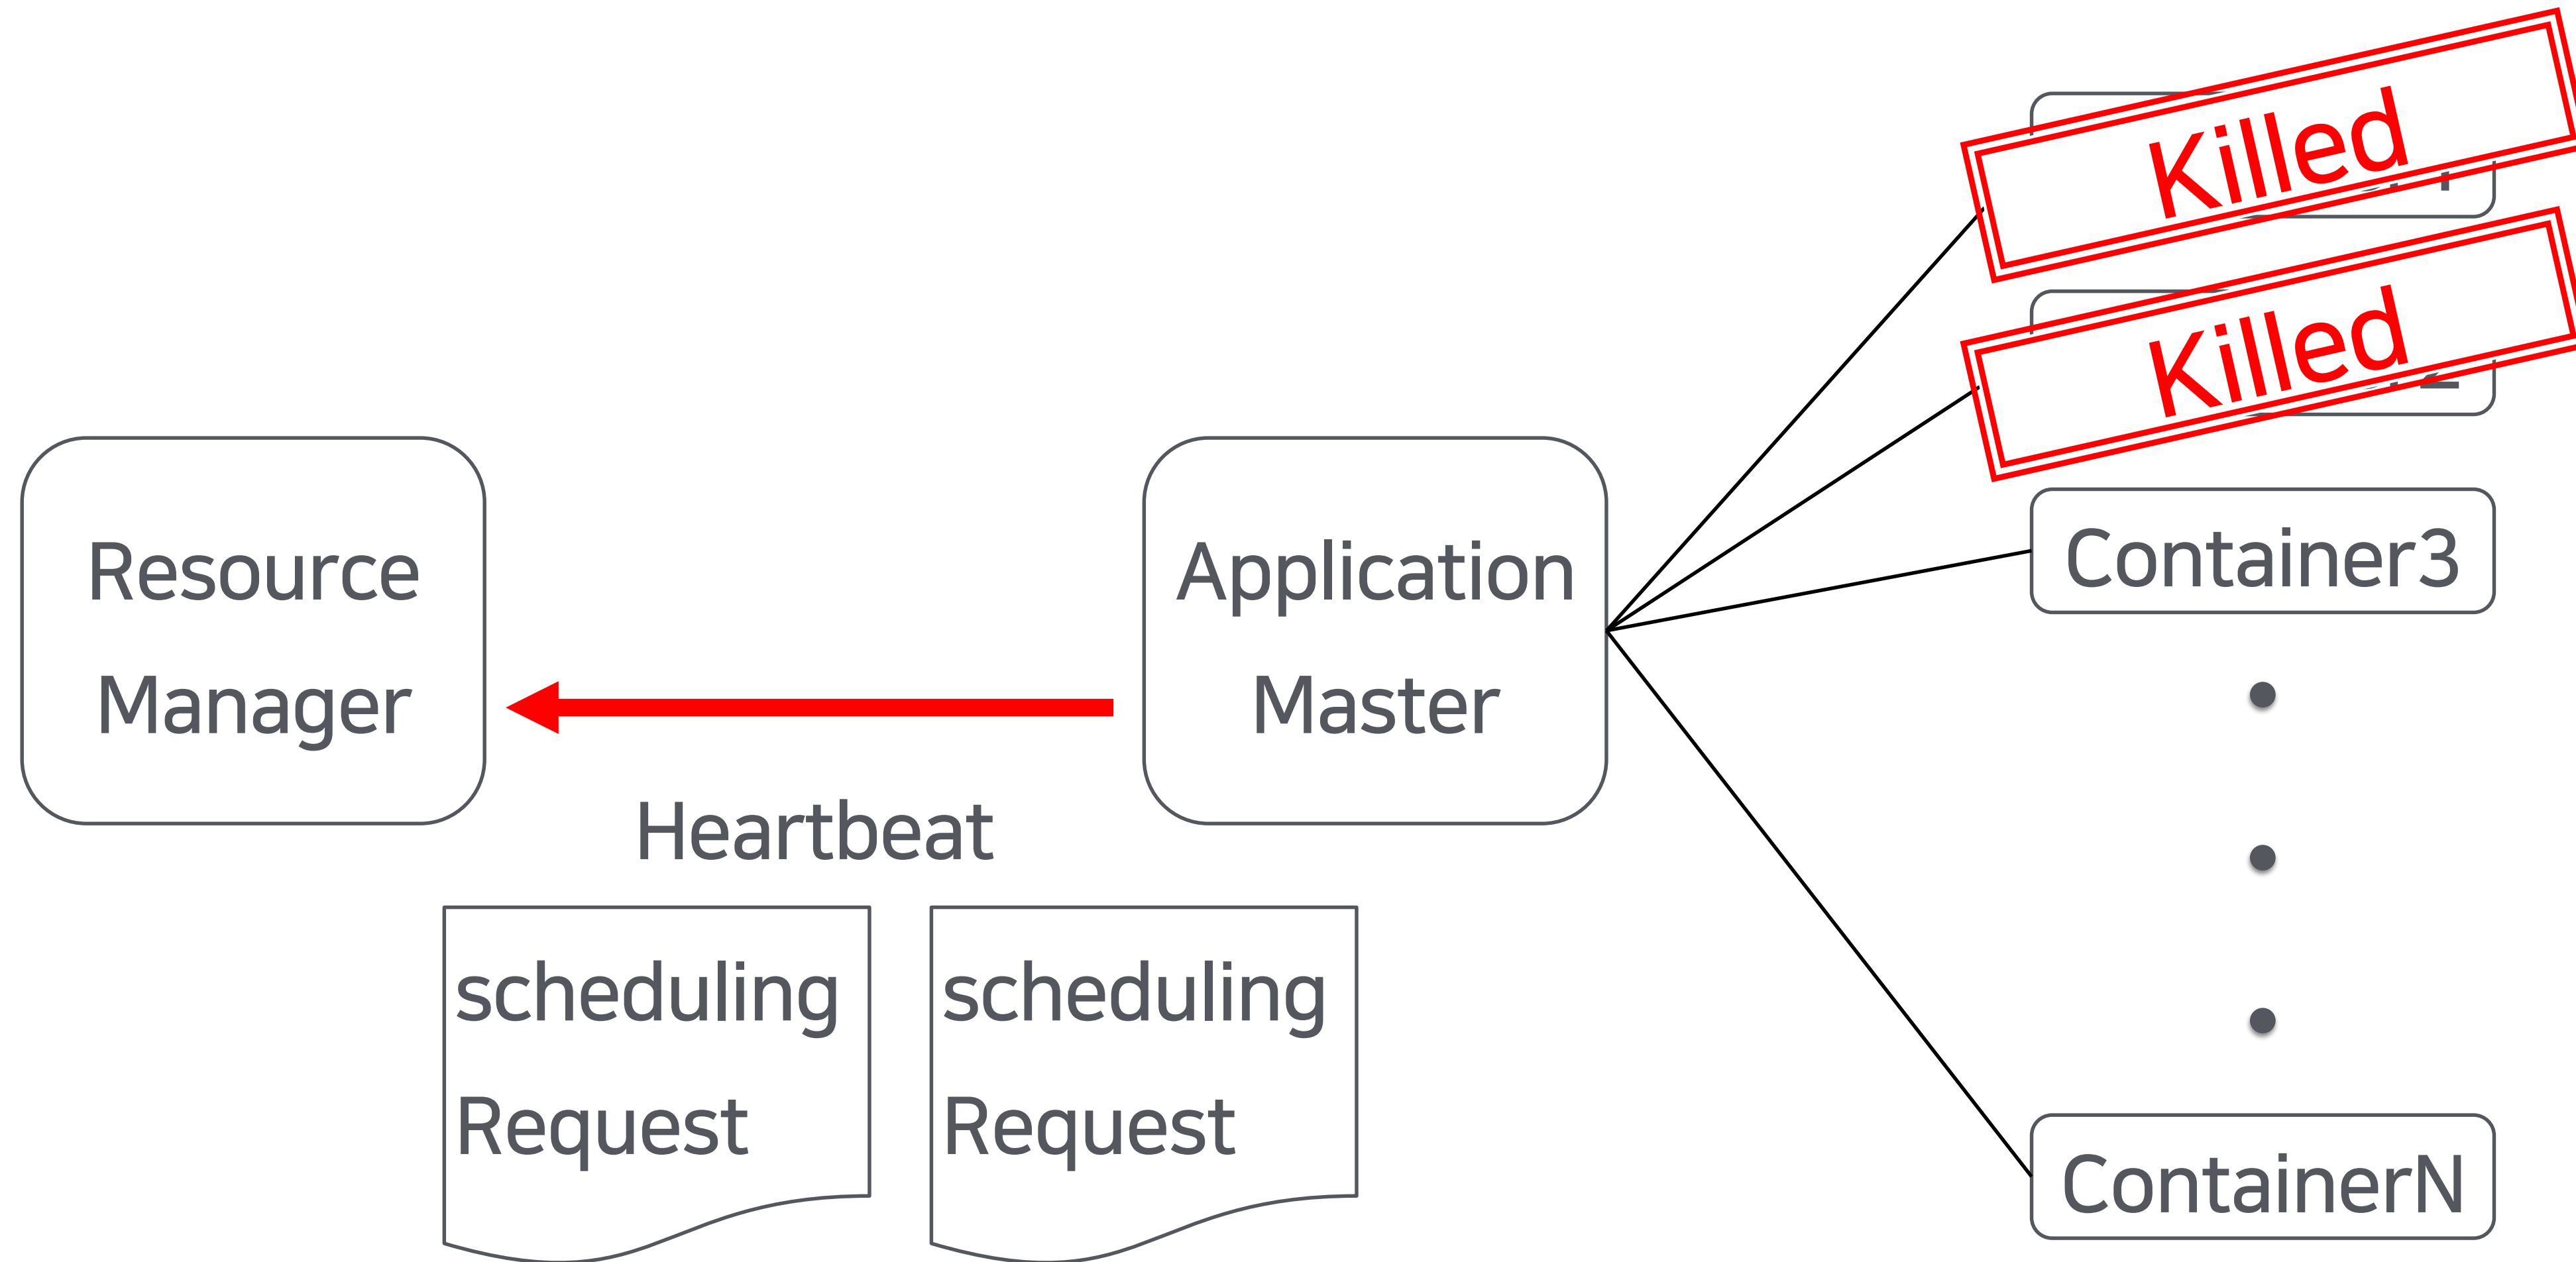 Killed
Killed
Resource
Manager
Application
Master
Container3
Heartbeat
scheduling
Request
scheduling
Request
ContainerN